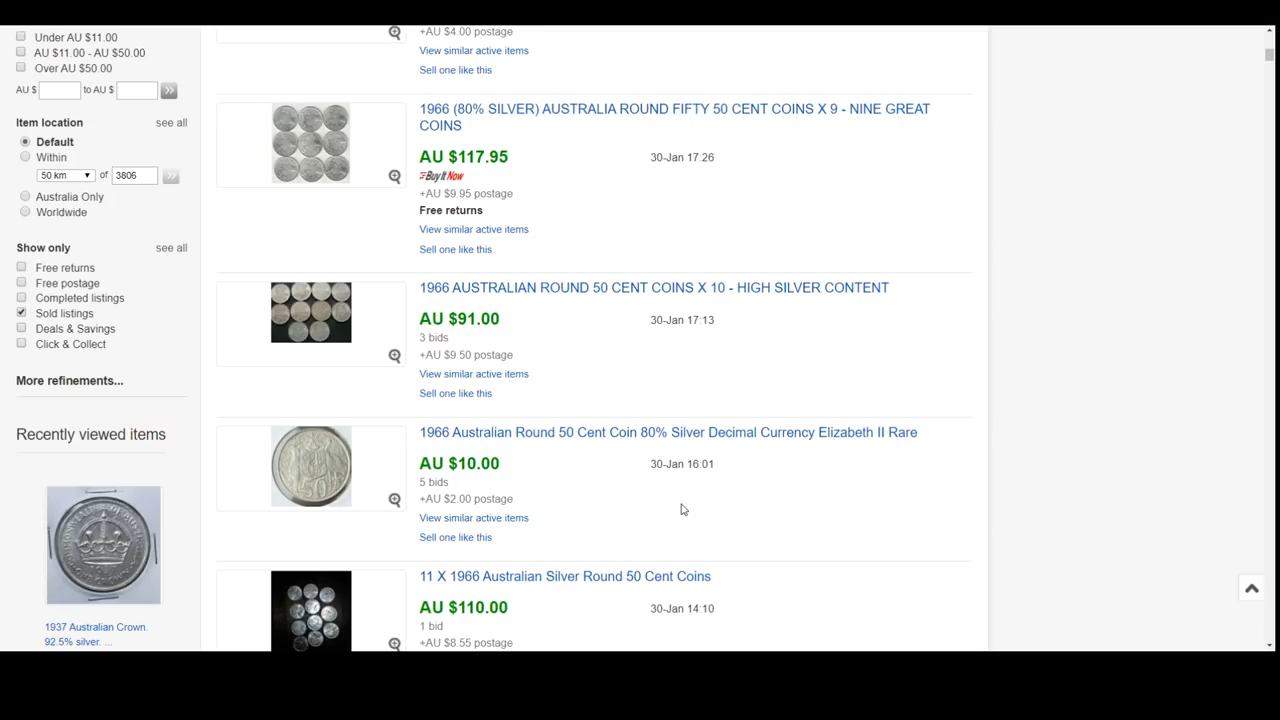 Under AU $11.00
AU $11.00 - AU $50.00
Over AU $50.00
AU $ to AU $
Item location see all
Default
Within
50 km of 3806
Australia Only
Worldwide
Show only see all
Free returns
Free postage
Completed listings
Sold listings
Deals & Savings
Click & Collect
More refinements...
Recently viewed items
1937 Australian Crown.
92.5% silver. ...
+AU $4.00 postage
View similar active items
Sell one like this
1966 (80% SILVER) AUSTRALIA ROUND FIFTY 50 CENT COINS X 9 - NINE GREAT
COINS
AU $117.95 30-Jan 17:26
Buy It Now
+AU $9.95 postage
Free returns
View similar active items
Sell one like this
1966 AUSTRALIAN ROUND 50 CENT COINS X 10 - HIGH SILVER CONTENT
AU $91.00 30-Jan 17:13
3 bids
+AU $9.50 postage
View similar active items
Sell one like this
1966 Australian Round 50 Cent Coin 80% Silver Decimal Currency Elizabeth II Rare
50
AU $10.00 30-Jan 16:01
5 bids
+AU $2.00 postage
View similar active items
Sell one like this
11 X 1966 Australian Silver Round 50 Cent Coins
AU $110.00 30-Jan 14:10
1 bid
+AU $8.55 postage